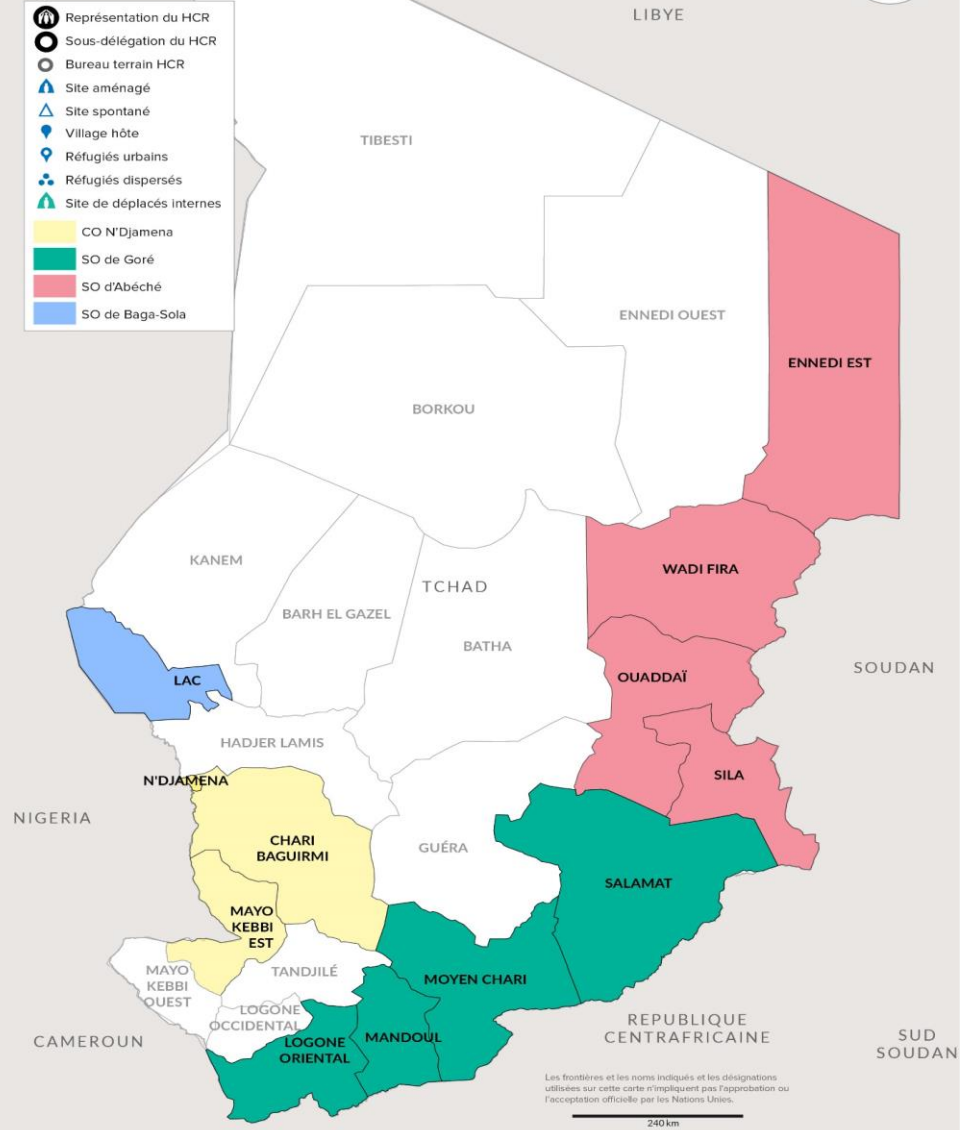 Représentation du HCR
Sous-délégation du HCR
Bureau terrain HCR
Site aménagé
Site spontané
Village hôte
Réfugiés urbains
Réfugiés dispersés
Site de déplacés internes
CO N'Djamena
SO de Goré
SO d'Abéché
SO de Baga-Sola
LIBYE
TIBESTI
ENNEDI OUEST
ENNEDI EST
BORKOU
KANEM
WADI FIRA
TCHAD
BARH EL GAZEL
BATHA
SOUDAN
LAC
OUADDAÏ
HADJER LAMIS
N'DJAMENA
SILA
NIGERIA
CHARI
BAGUIRMI
GUÉRA
SALAMAT
MAYO
KEBBI
EST
MAYO
KEBBI
OUEST
TANDJILÉ
MOYEN CHARI
LOGONE
OCCIDENTAL
LOGONE
ORIENTAL
MANDOUL
CAMEROUN
REPUBLIQUE
CENTRAFRICAINE
SUD
SOUDAN
Les frontières et les noms indiqués et les désignations
utilisées sur cette carte n'impliquent pas l'approbation ou
l'acceptation officielle par les Nations Unies.
240 km